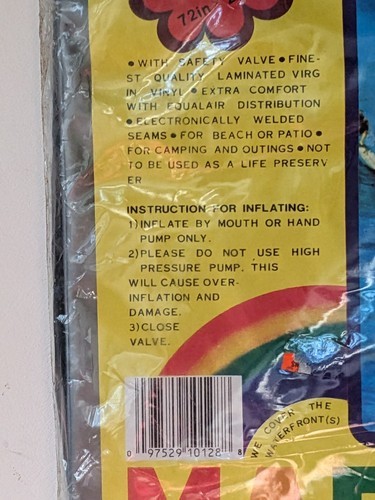 72in
• WITH SAFETY VALVE • FINE-
ST QUALITY LAMINATED VIRG
IN VINYL • EXTRA COMFORT
WITH EQUALAIR DISTRIBUTION
• ELECTRONICALLY WELDED
SEAMS • FOR BEACH OR PATIO •
FOR CAMPING AND OUTINGS • NOT
TO BE USED AS A LIFE PRESERV
ER
INSTRUCTION FOR INFLATING:
1) INFLATE BY MOUTH OR HAND
PUMP ONLY.
2) PLEASE DO NOT USE HIGH
PRESSURE PUMP. THIS
WILL CAUSE OVER-
INFLATION AND
DAMAGE.
3) CLOSE
VALVE.
0 97529 10128 8
WE COVER THE
WATERFRONT(S)